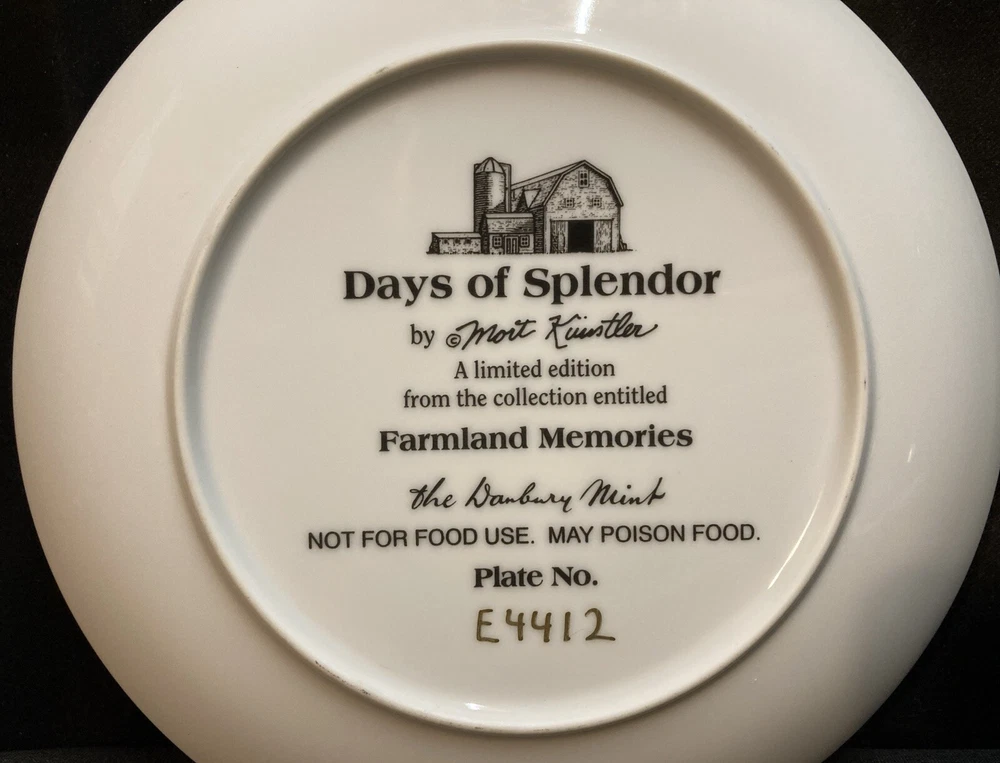 Days of Splendor
by © Mort Künstler
A limited edition
from the collection entitled
Farmland Memories
the Danbury Mint
NOT FOR FOOD USE. MAY POISON FOOD.
Plate No.
E4412